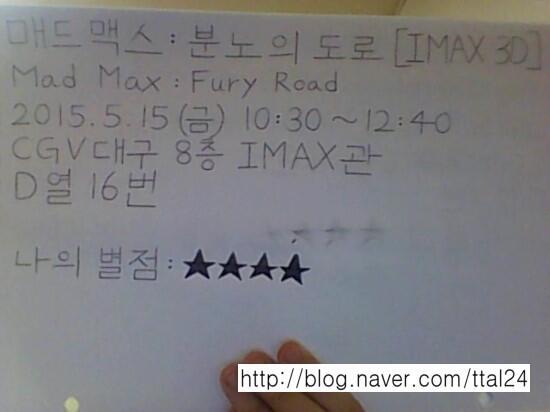 매드맥스:분노의 도로 [IMAX 3D]
Mad Max : Fury Road
2015.5.15(금) 10:30~12:40
CGV대구 8층 IMAX관
D열 16번
나의 별점:★★★★
http://blog.naver.com/ttal24